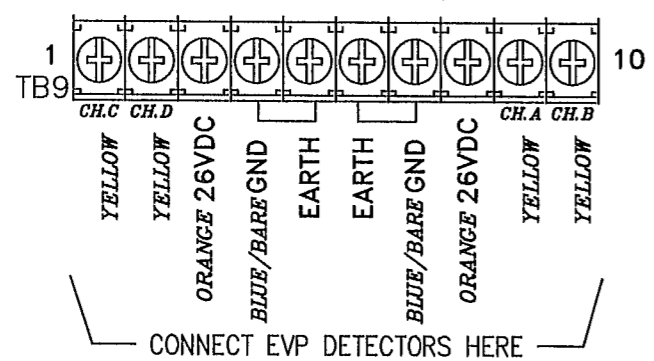 1
10
TB9
CH.C CH.D CH.A CH.B
YELLOW
YELLOW
ORANGE 26VDC
BLUE/BARE GND
EARTH
EARTH
BLUE/BARE GND
ORANGE 26VDC
YELLOW
YELLOW
CONNECT EVP DETECTORS HERE